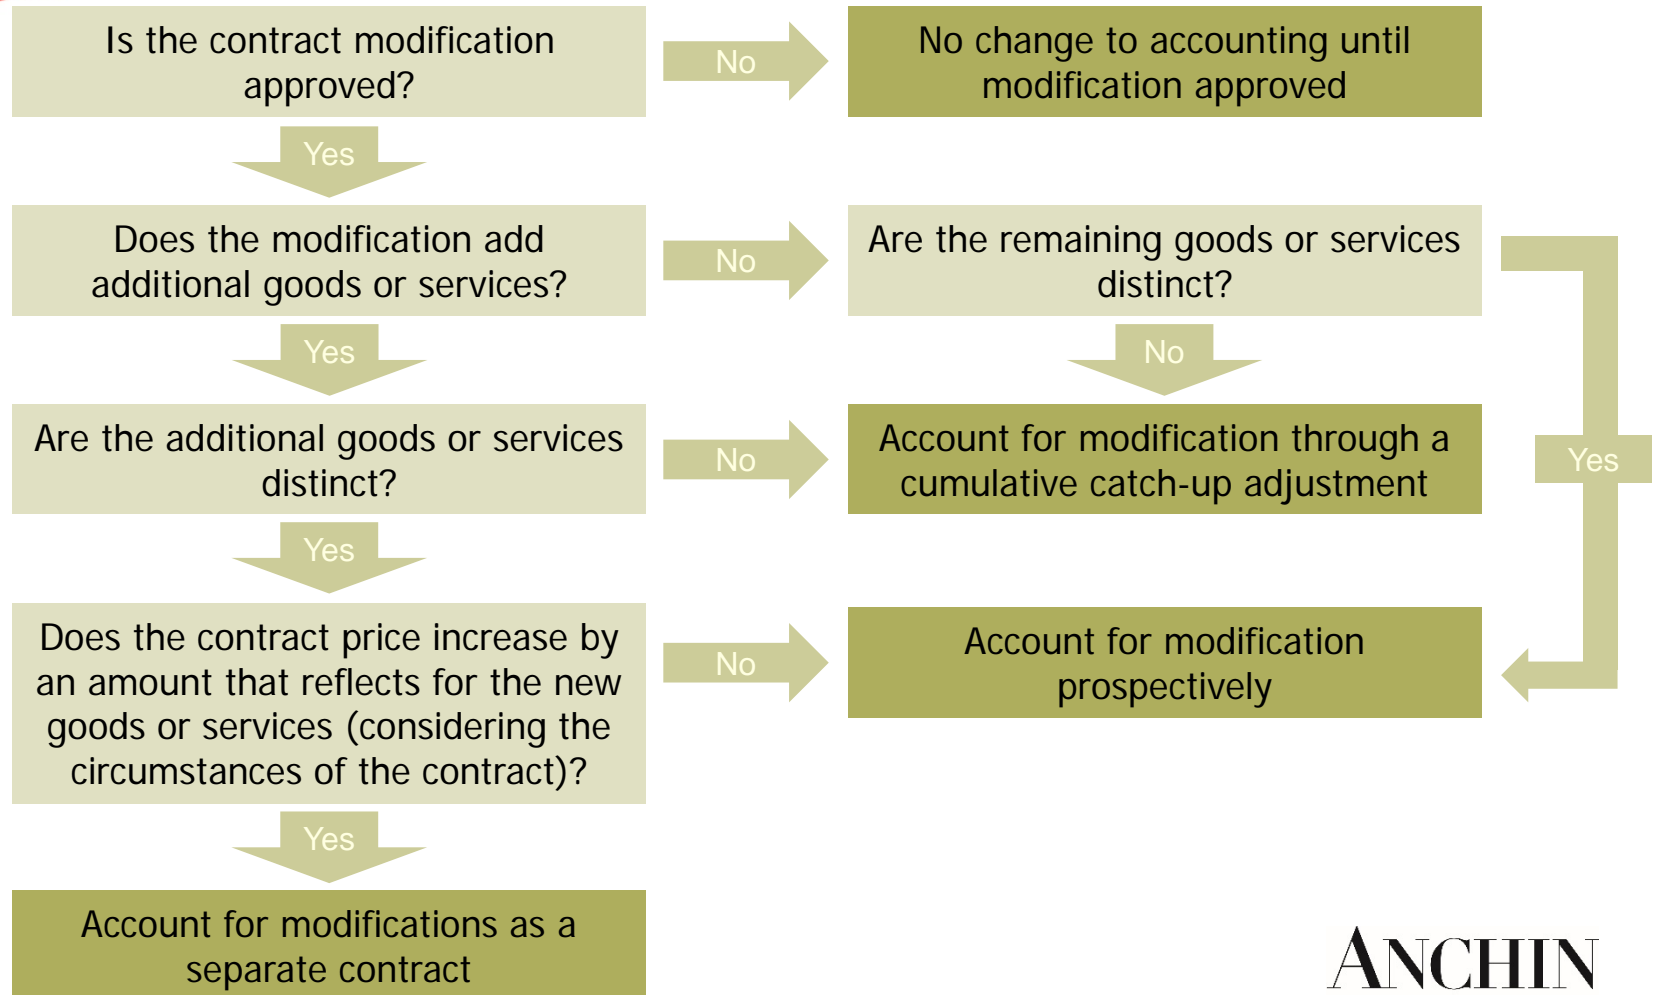 Is the contract modification
approved?
No
No change to accounting until
modification approved
Yes
Does the modification add
additional goods or services?
No
Are the remaining goods or services
distinct?
Yes
No
Are the additional goods or services
distinct?
No
Account for modification through a
cumulative catch-up adjustment
Yes
Yes
Does the contract price increase by
an amount that reflects for the new
goods or services (considering the
circumstances of the contract)?
No
Account for modification
prospectively
Yes
Account for modifications as a
separate contract
ANCHIN